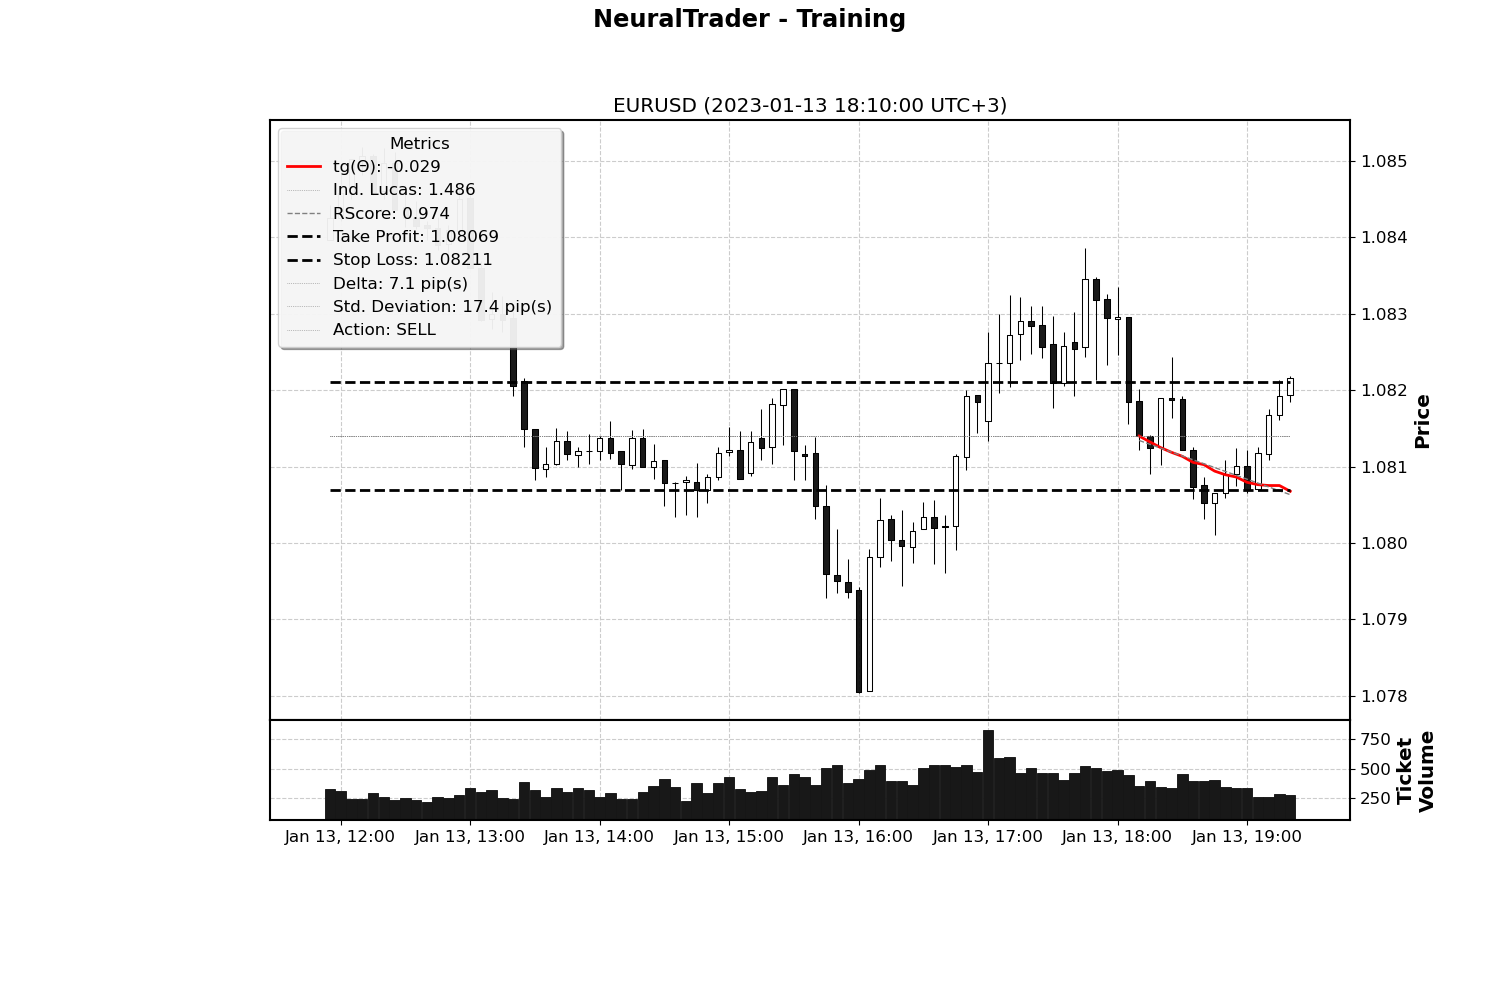 NeuralTrader - Training
EURUSD (2023-01-13 18:10:00 UTC+3)
Metrics
tg(Θ): -0.029
Ind. Lucas: 1.486
RScore: 0.974
Take Profit: 1.08069
Stop Loss: 1.08211
Delta: 7.1 pip(s)
Std. Deviation: 17.4 pip(s)
Action: SELL
1.085
1.084
1.083
1.082
1.081
1.080
1.079
1.078
Price
750
500
250
Ticket
Volume
Jan 13, 12:00
Jan 13, 13:00
Jan 13, 14:00
Jan 13, 15:00
Jan 13, 16:00
Jan 13, 17:00
Jan 13, 18:00
Jan 13, 19:00